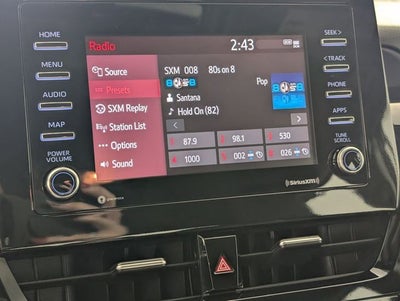 HOME
MENU
AUDIO
MAP
POWER
VOLUME
Radio
2:43
Source
Presets
SXM Replay
Station List
Options
Sound
SXM 008 80s on 8
Pop
Santana
Hold On (82)
87.9
98.1
530
1000
002
026
SiriusXM
SEEK >
< TRACK
PHONE
APPS
TUNE
SCROLL